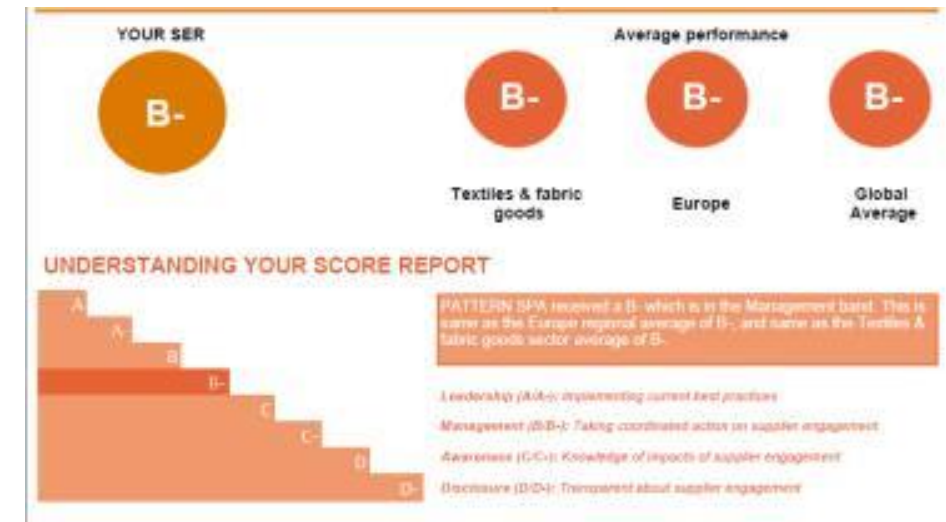 YOUR SER
Average performance
B-
B-
B-
B-
Textiles & fabric
goods
Europe
Global
Average
UNDERSTANDING YOUR SCORE REPORT
A
A-
B
B-
C
C-
D
D-
PATTERN SPA received a B- which is in the Management band. This is
same as the Europe regional average of B-, and same as the Textiles &
fabric goods sector average of B-.
Leadership (A/A-): Implementing current best practices
Management (B/B-): Taking coordinated action on supplier engagement
Awareness (C/C-): Knowledge of impacts of supplier engagement
Disclosure (D/D-): Transparent about supplier engagement